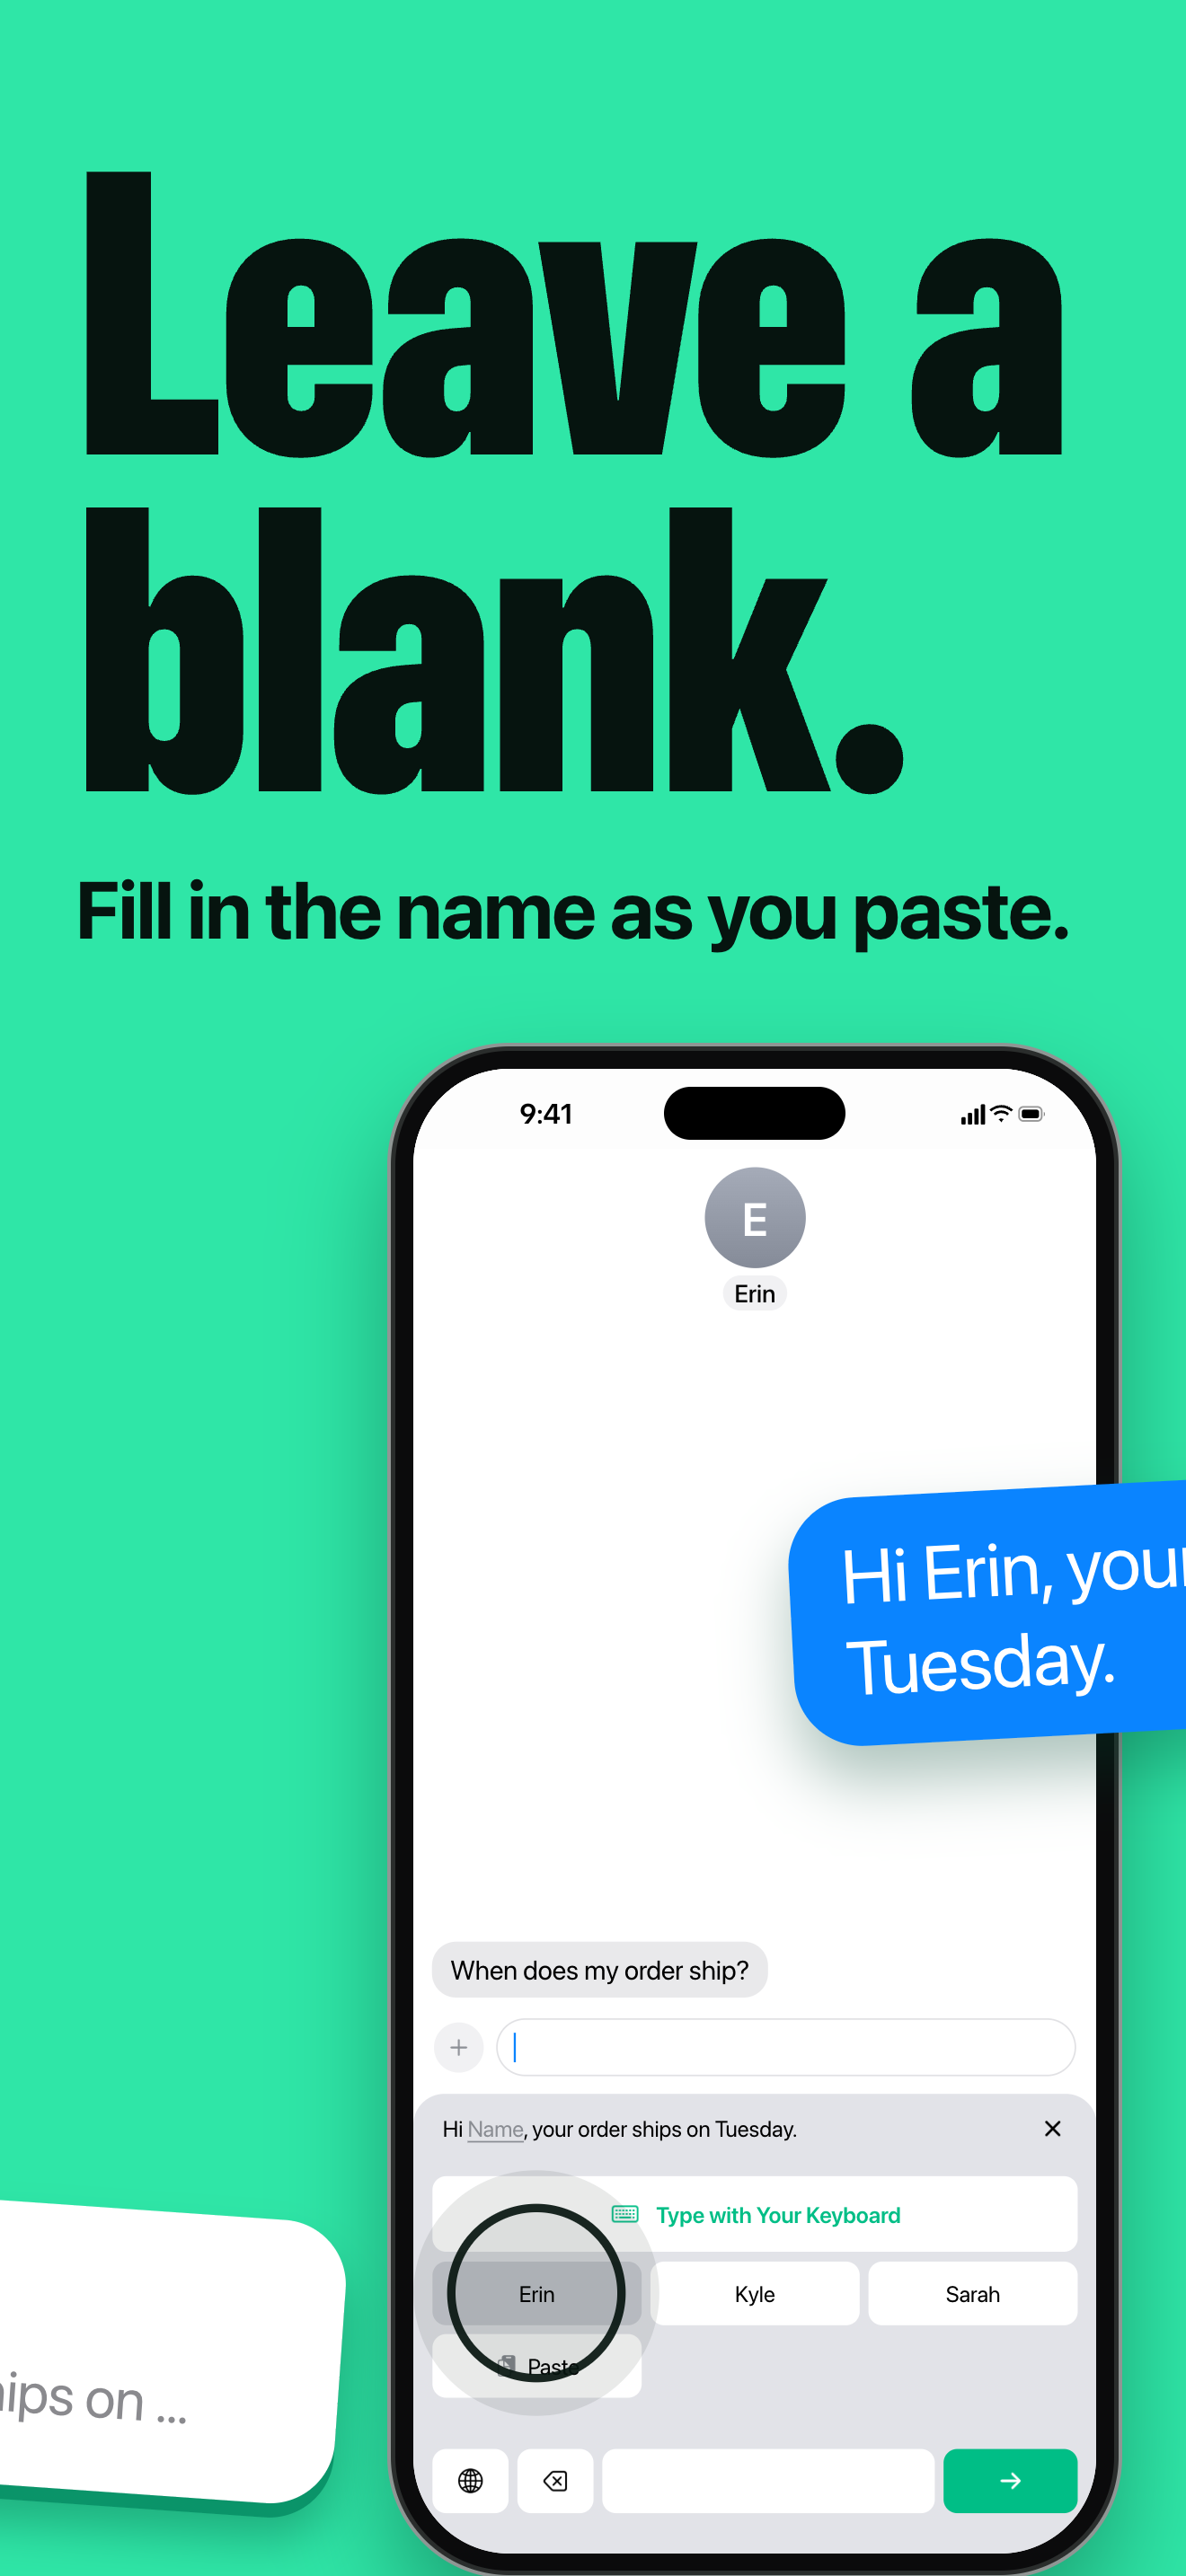 Leave a
blank.
Fill in the name as you paste.
9:41
E
Erin
Hi Erin, your
Tuesday.
When does my order ship?
Hi Name, your order ships on Tuesday.
Type with Your Keyboard
Erin
Kyle
Sarah
Paste
ips on ...